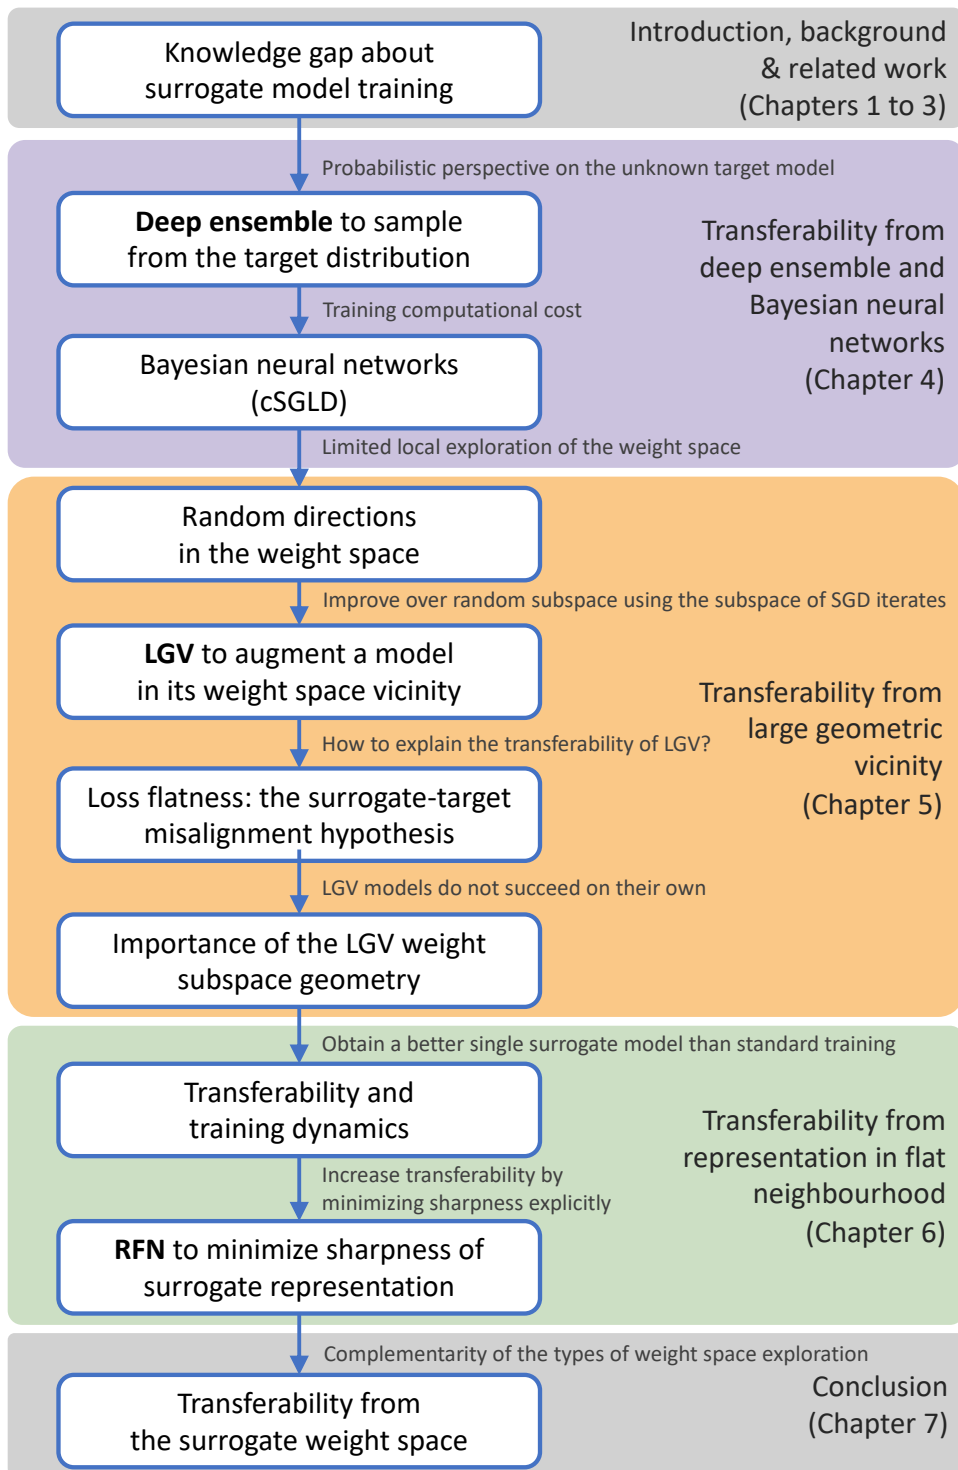 Knowledge gap about
surrogate model training
Introduction, background
& related work
(Chapters 1 to 3)
Probabilistic perspective on the unknown target model
Deep ensemble to sample
from the target distribution
Training computational cost
Bayesian neural networks
(cSGLD)
Limited local exploration of the weight space
Transferability from
deep ensemble and
Bayesian neural
networks
(Chapter 4)
Random directions
in the weight space
Improve over random subspace using the subspace of SGD iterates
LGV to augment a model
in its weight space vicinity
How to explain the transferability of LGV?
Loss flatness: the surrogate-target
misalignment hypothesis
LGV models do not succeed on their own
Importance of the LGV weight
subspace geometry
Transferability from
large geometric
vicinity
(Chapter 5)
Obtain a better single surrogate model than standard training
Transferability and
training dynamics
Increase transferability by
minimizing sharpness explicitly
RFN to minimize sharpness of
surrogate representation
Transferability from
representation in flat
neighbourhood
(Chapter 6)
Complementarity of the types of weight space exploration
Transferability from
the surrogate weight space
Conclusion
(Chapter 7)